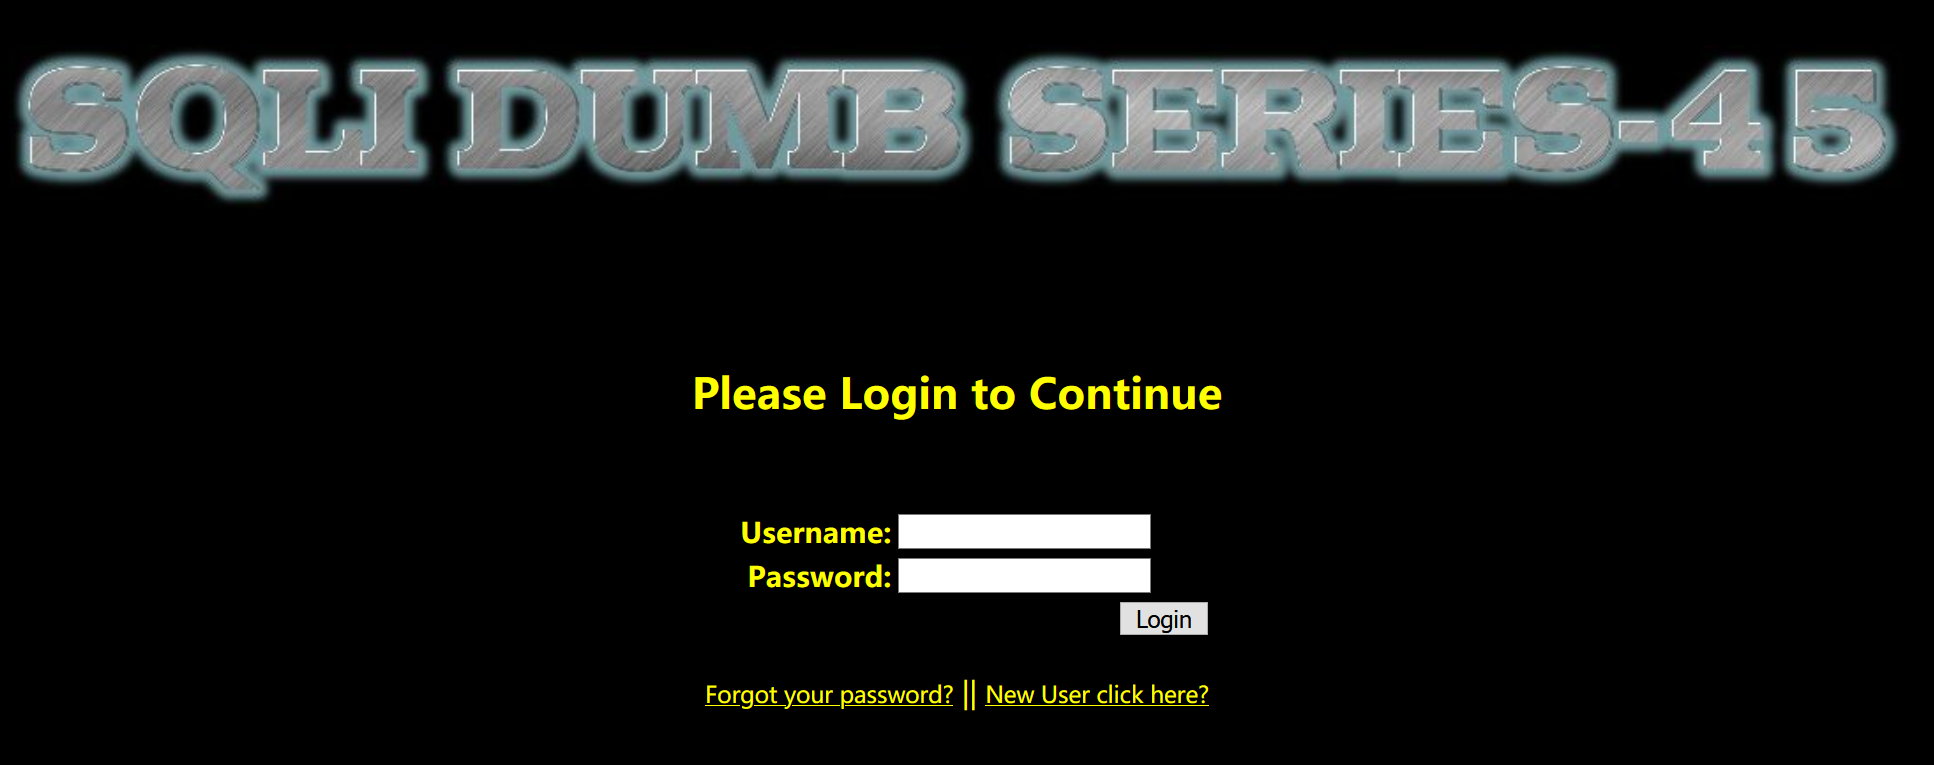 SQLI DUMB SERIES-45
Please Login to Continue
Username:
Password:
Login
Forgot your password? || New User click here?